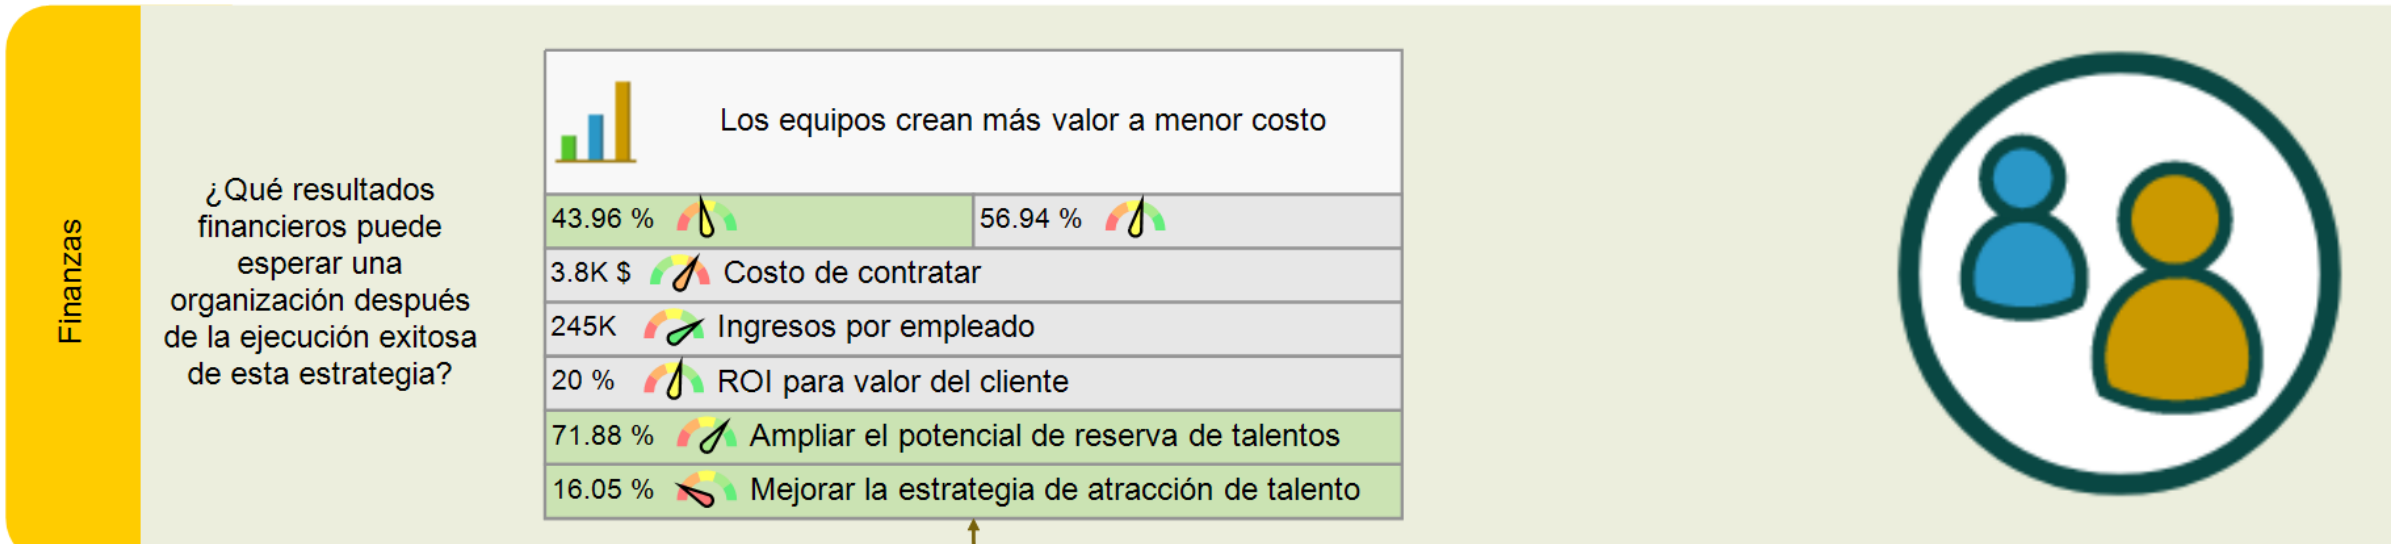 Finanzas
¿Qué resultados
financieros puede
esperar una
organización después
de la ejecución exitosa
de esta estrategia?
Los equipos crean más valor a menor costo
43.96 %
56.94 %
3.8K $ Costo de contratar
245K Ingresos por empleado
20 % ROI para valor del cliente
71.88 % Ampliar el potencial de reserva de talentos
16.05 % Mejorar la estrategia de atracción de talento